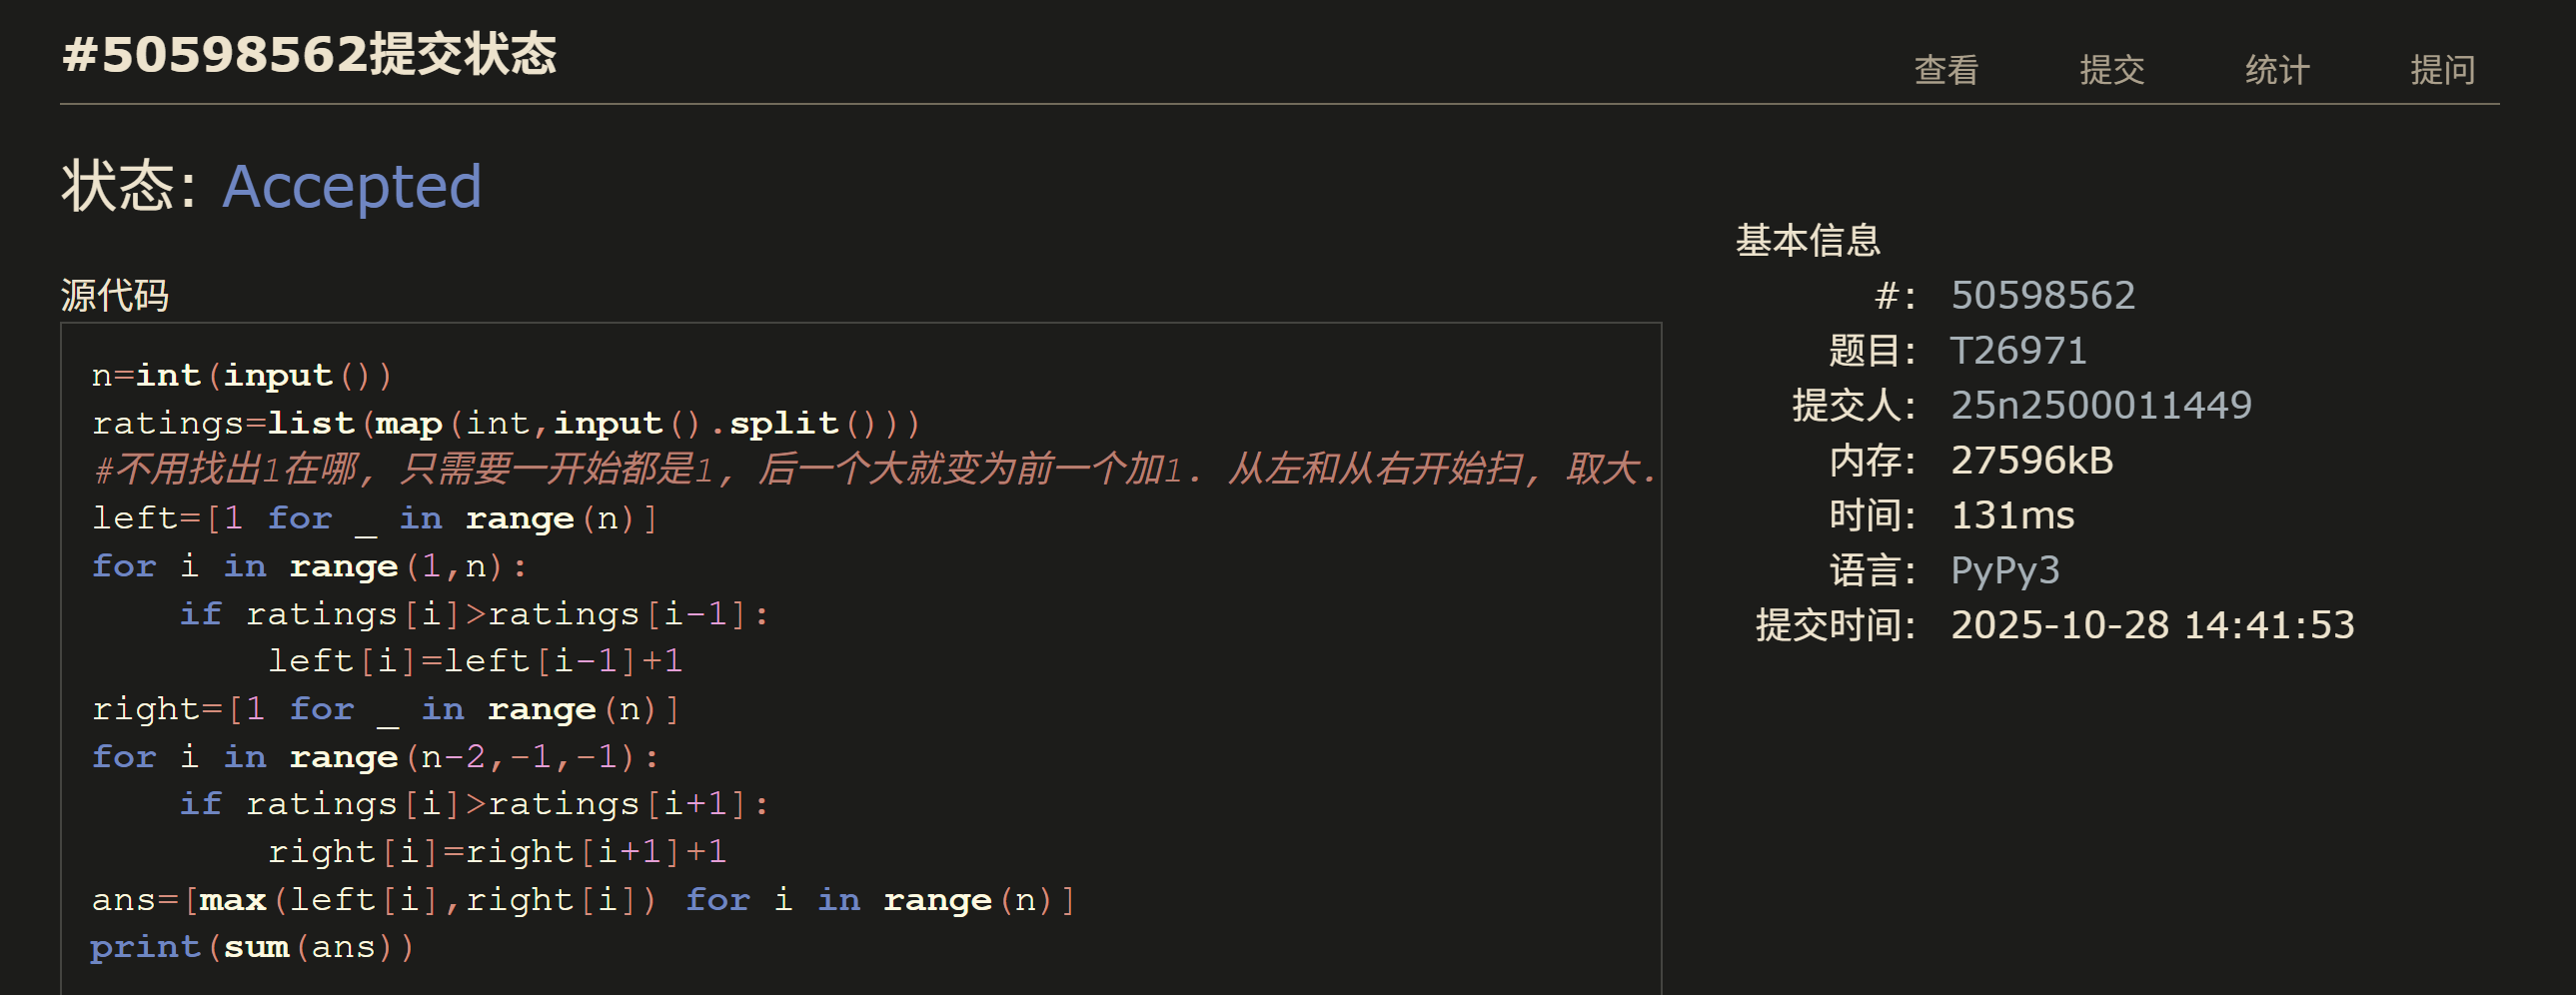 #50598562提交状态
查看 提交 统计 提问
状态: Accepted
源代码
n=int(input())
ratings=list(map(int,input().split()))
#不用找出1在哪, 只需要一开始都是1, 后一个大就变为前一个加1. 从左和从右开始扫, 取大.
left=[1 for _ in range(n)]
for i in range(1,n):
    if ratings[i]>ratings[i-1]:
        left[i]=left[i-1]+1
right=[1 for _ in range(n)]
for i in range(n-2,-1,-1):
    if ratings[i]>ratings[i+1]:
        right[i]=right[i+1]+1
ans=[max(left[i],right[i]) for i in range(n)]
print(sum(ans))
基本信息
#: 50598562
题目: T26971
提交人: 25n2500011449
内存: 27596kB
时间: 131ms
语言: PyPy3
提交时间: 2025-10-28 14:41:53